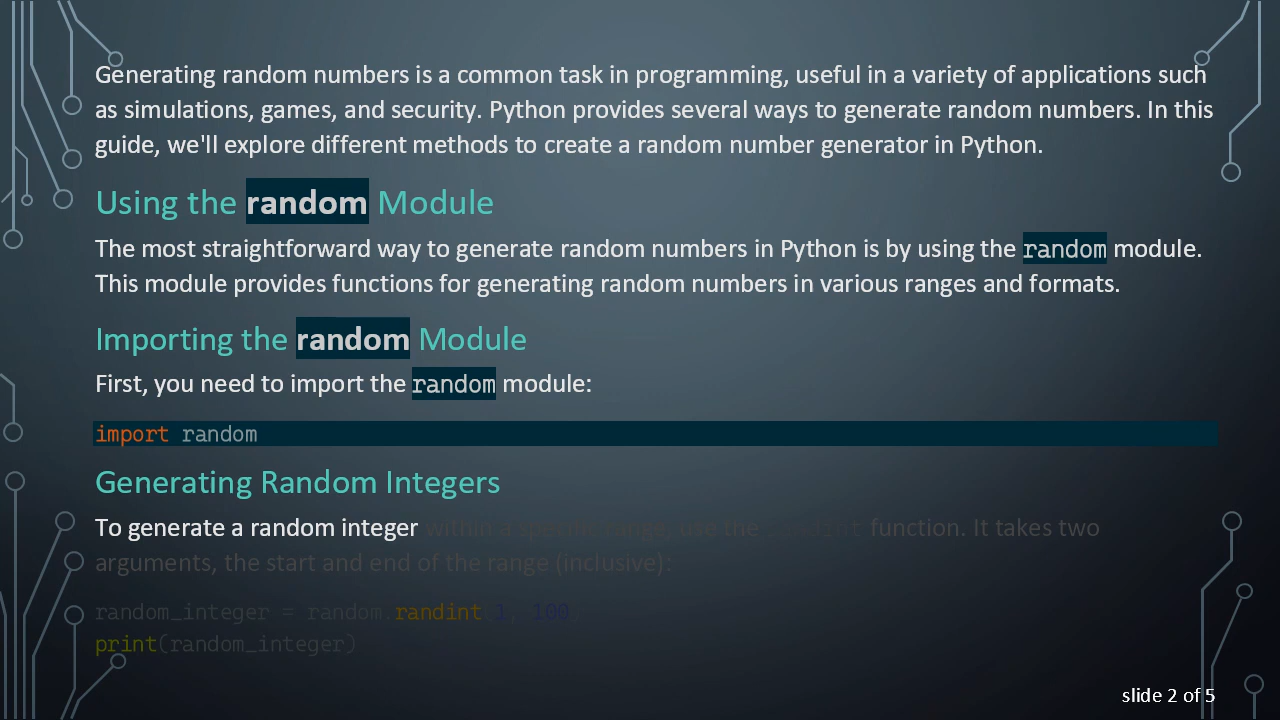 Generating random numbers is a common task in programming, useful in a variety of applications such
as simulations, games, and security. Python provides several ways to generate random numbers. In this
guide, we'll explore different methods to create a random number generator in Python.
Using the random Module
The most straightforward way to generate random numbers in Python is by using the random module.
This module provides functions for generating random numbers in various ranges and formats.
Importing the random Module
First, you need to import the random module:
import random
Generating Random Integers
To generate a random integer within a specific range, use the randint function. It takes two
arguments, the start and end of the range (inclusive):
random_integer = random.randint(1, 100)
print(random_integer)
slide 2 of 5